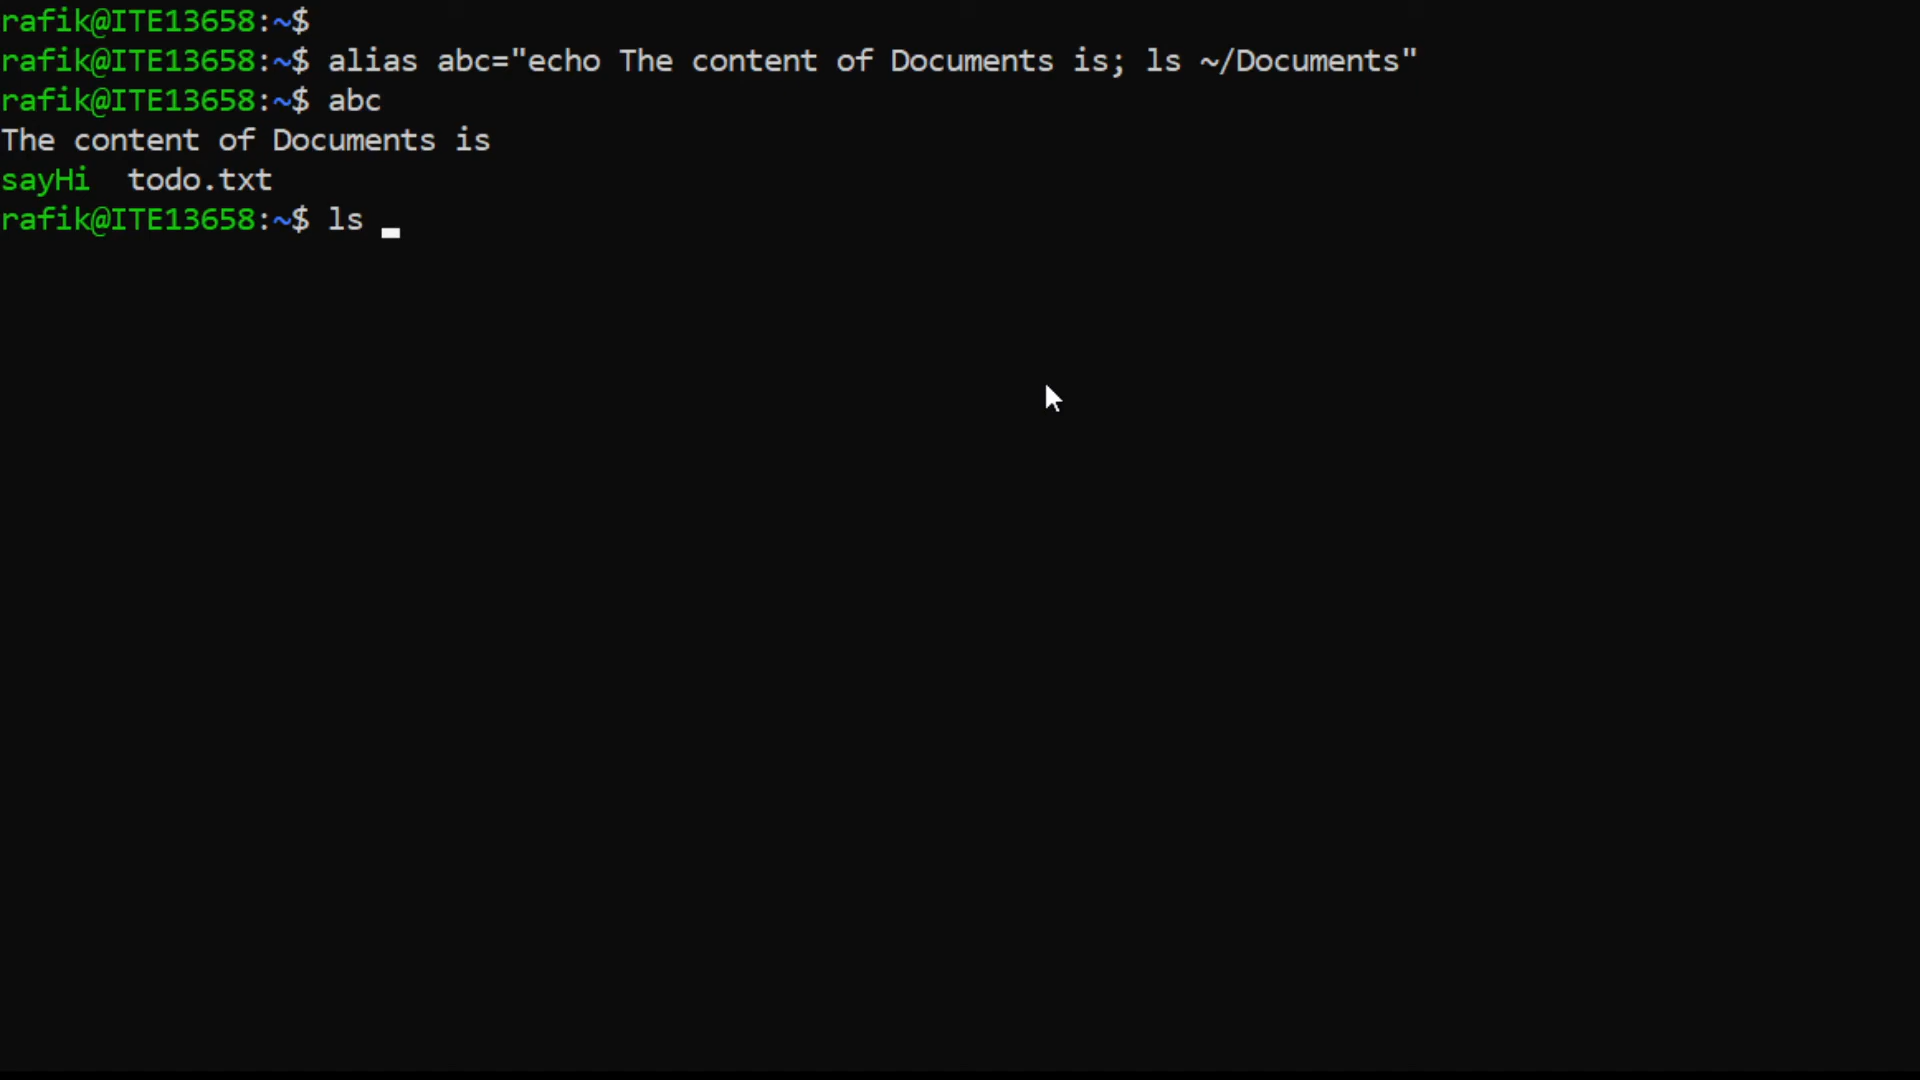 rafik@ITE13658:~$
rafik@ITE13658:~$ alias abc="echo The content of Documents is; ls ~/Documents"
rafik@ITE13658:~$ abc
The content of Documents is
sayHi  todo.txt
rafik@ITE13658:~$ ls